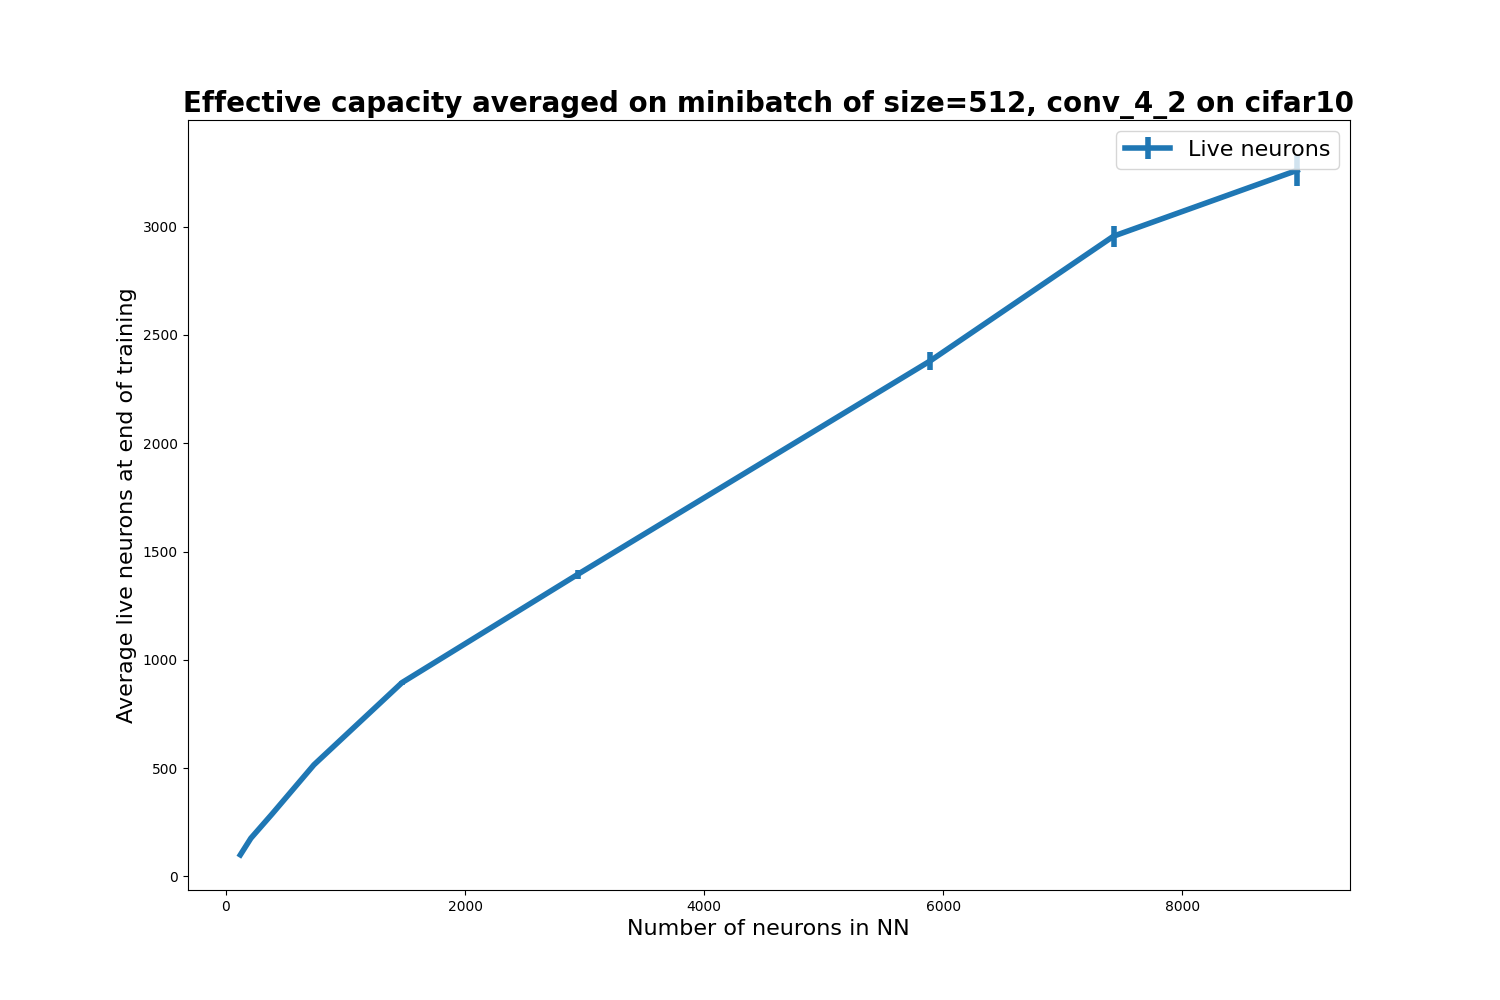 Effective capacity averaged on minibatch of size=512, conv_4_2 on cifar10
Live neurons
3000
2500
2000
1500
1000
500
0
Average live neurons at end of training
0 2000 4000 6000 8000
Number of neurons in NN